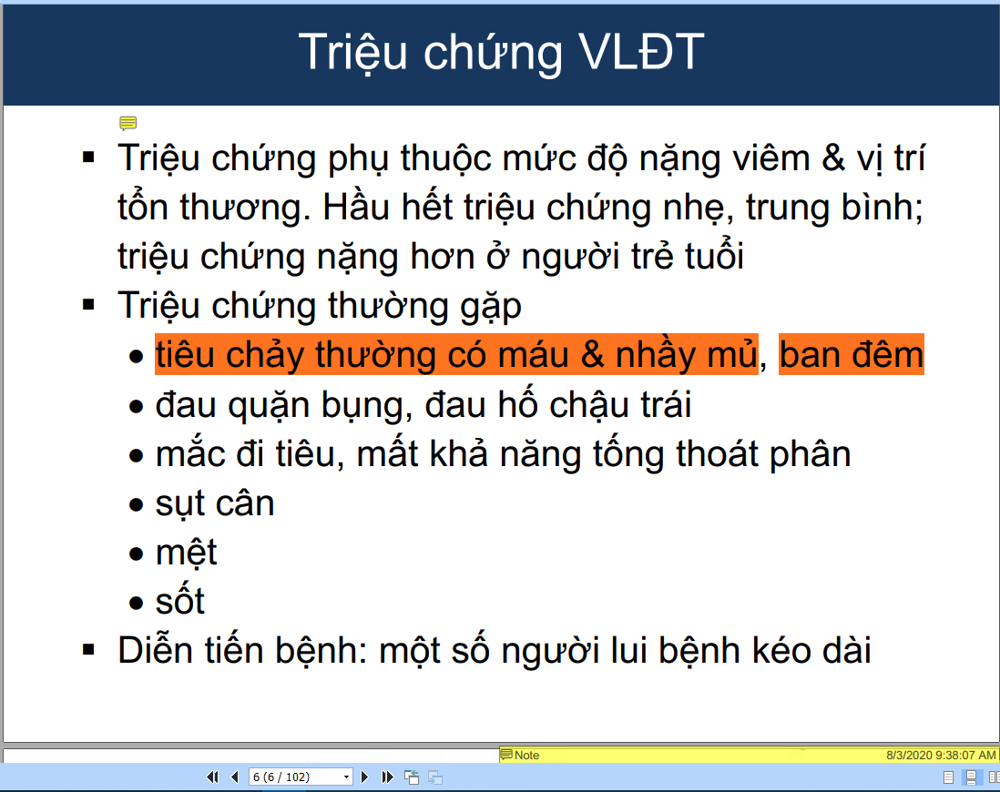 Triệu chứng VLĐT
▪ Triệu chứng phụ thuộc mức độ nặng viêm & vị trí
tổn thương. Hầu hết triệu chứng nhẹ, trung bình;
triệu chứng nặng hơn ở người trẻ tuổi
▪ Triệu chứng thường gặp
• tiêu chảy thường có máu & nhầy mủ, ban đêm
• đau quặn bụng, đau hố chậu trái
• mắc đi tiêu, mất khả năng tống thoát phân
• sụt cân
• mệt
• sốt
▪ Diễn tiến bệnh: một số người lui bệnh kéo dài
Note 8/3/2020 9:38:07 AM
6 (6 / 102)